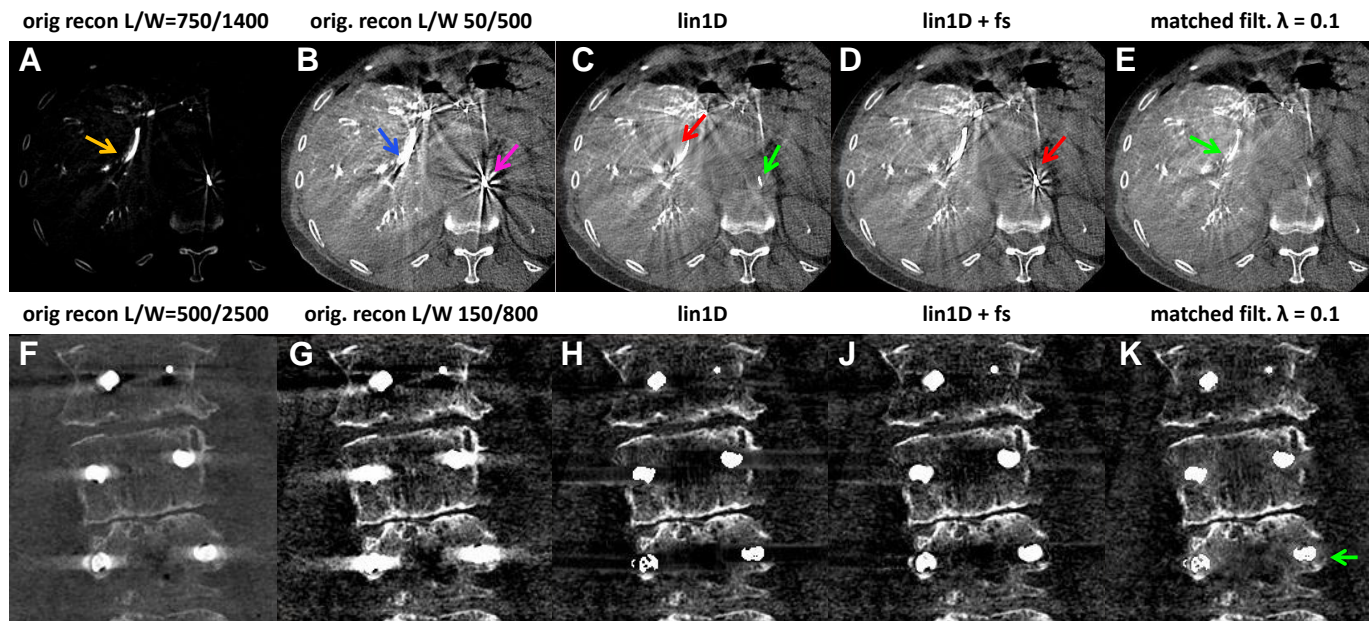 orig recon L/W=750/1400
orig. recon L/W 50/500
lin1D
lin1D + fs
matched filt. λ = 0.1
A
B
C
D
E
orig recon L/W=500/2500
orig. recon L/W 150/800
lin1D
lin1D + fs
matched filt. λ = 0.1
F
G
H
J
K